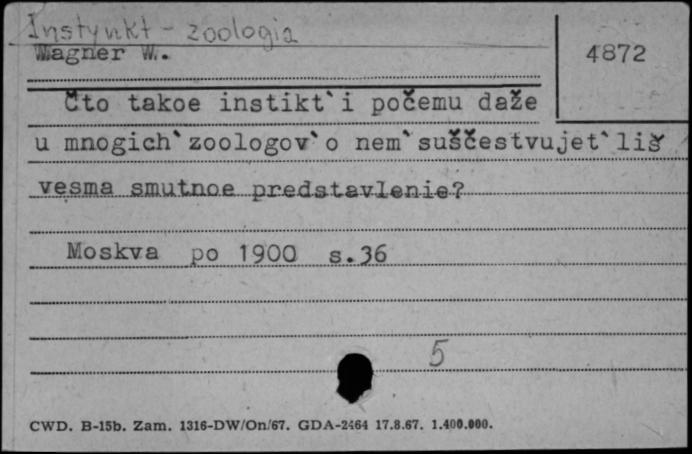 Instynkt - zoologia
Wagner W.
4872
Čto takoe instikt`i počemu daže
u mnogich`zoologov`o nem`suščestvujet`liš
vesma smutnoe predstavlenie?
Moskva po 1900 s.36
5
CWD. B-15b. Zam. 1316-DW/On/67. GDA-2464 17.8.67. 1.400.000.